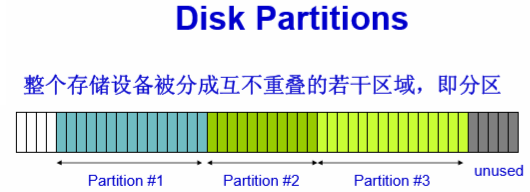 Disk Partitions
整个存储设备被分成互不重叠的若干区域，即分区
Partition #1
Partition #2
Partition #3
unused